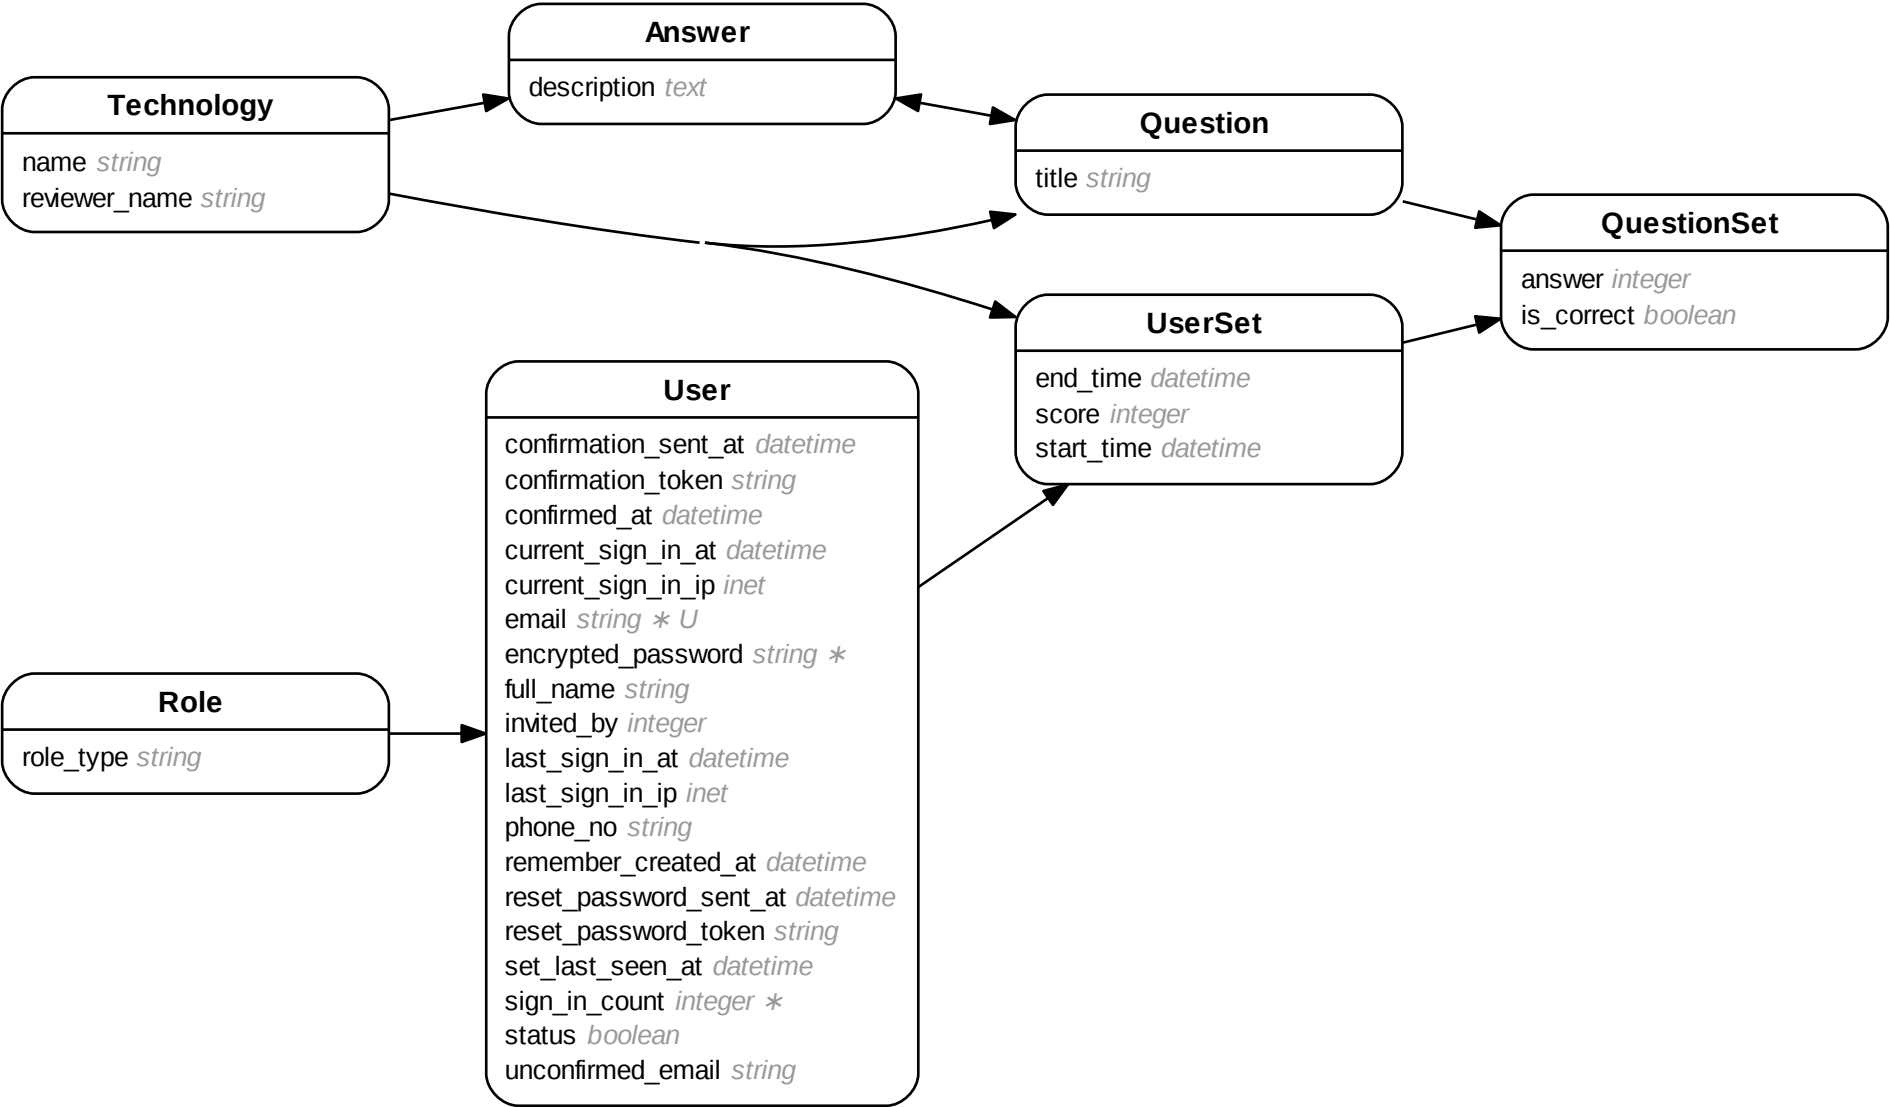 Answer
description text
Technology
name string
reviewer_name string
Question
title string
QuestionSet
answer integer
is_correct boolean
UserSet
end_time datetime
score integer
start_time datetime
User
confirmation_sent_at datetime
confirmation_token string
confirmed_at datetime
current_sign_in_at datetime
current_sign_in_ip inet
email string ∗ U
encrypted_password string ∗
full_name string
invited_by integer
last_sign_in_at datetime
last_sign_in_ip inet
phone_no string
remember_created_at datetime
reset_password_sent_at datetime
reset_password_token string
set_last_seen_at datetime
sign_in_count integer ∗
status boolean
unconfirmed_email string
Role
role_type string